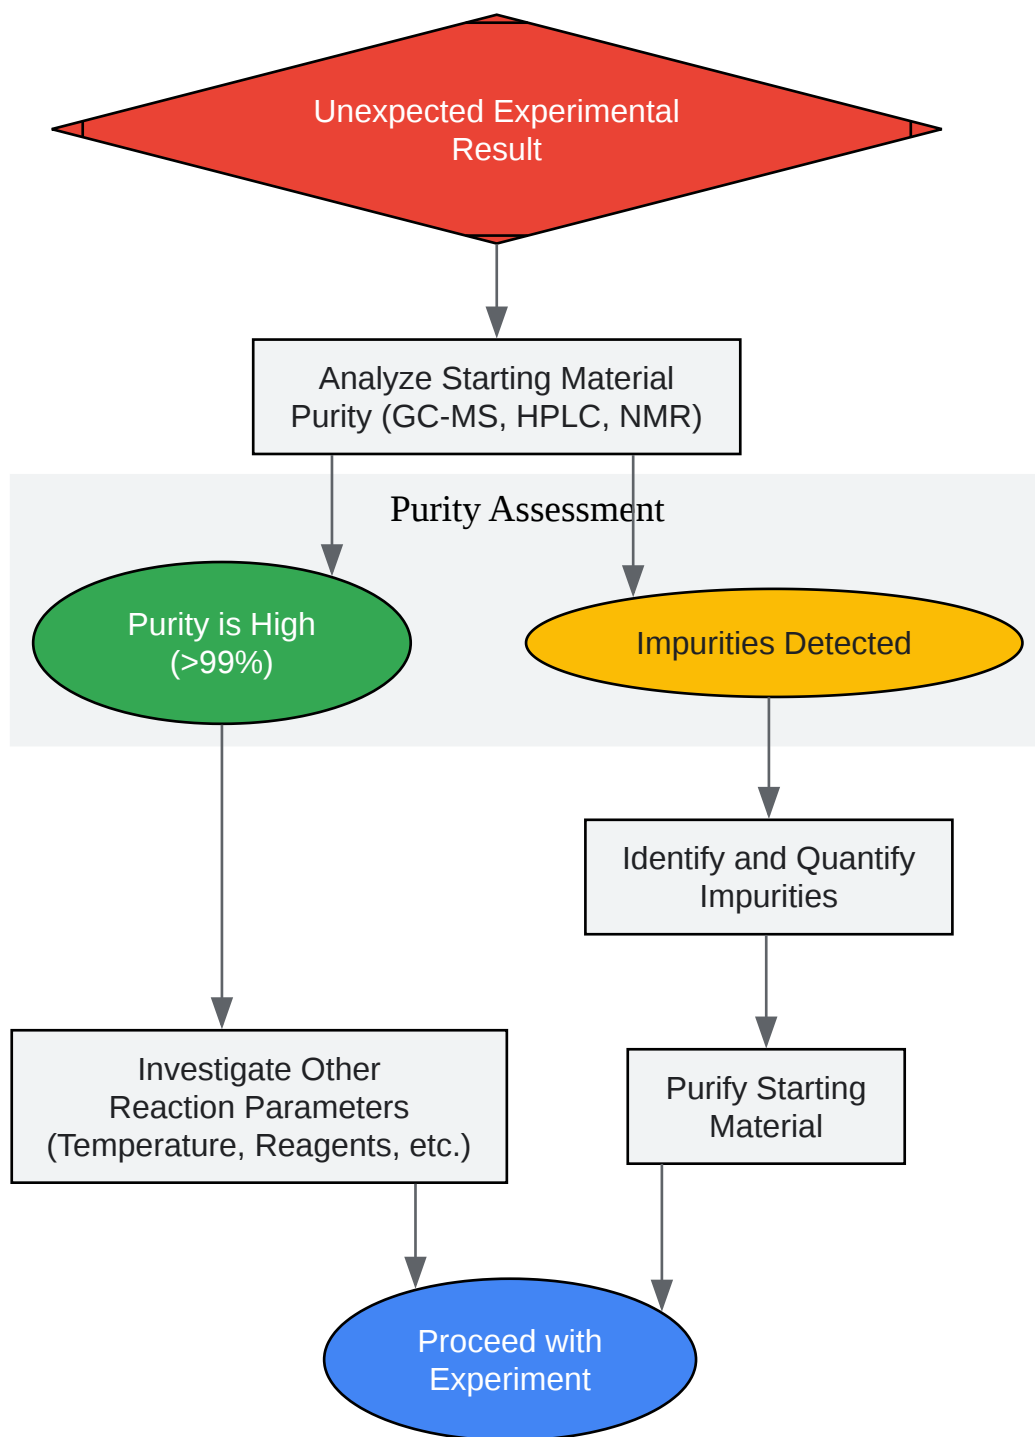 Unexpected Experimental
Result
Analyze Starting Material
Purity (GC-MS, HPLC, NMR)
Purity Assessment
Purity is High
(>99%)
Impurities Detected
Identify and Quantify
Impurities
Investigate Other
Reaction Parameters
(Temperature, Reagents, etc.)
Purify Starting
Material
Proceed with
Experiment